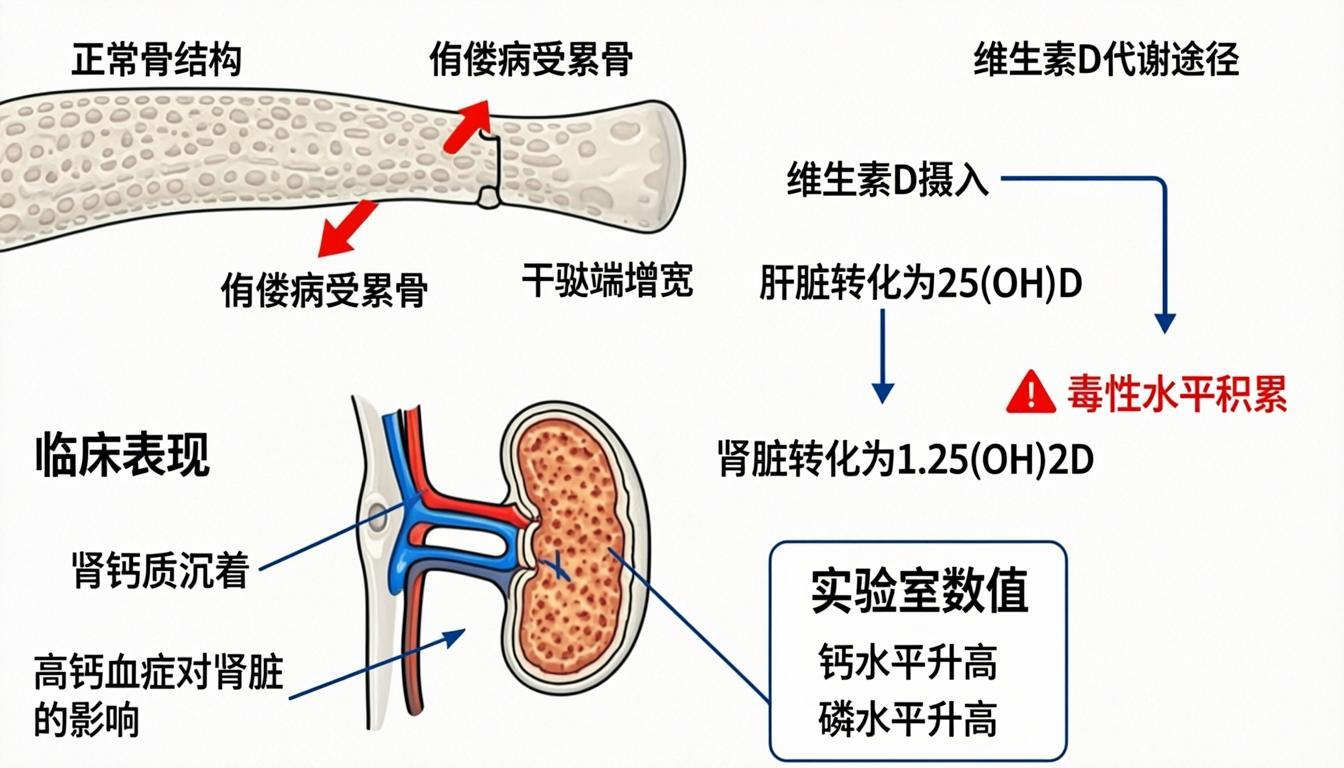 正常骨结构
侑偻病受累骨
维生素D代谢途径
维生素D摄入
侑偻病受累骨
干驮端增宽
肝脏转化为25(OH)D
毒性水平积累
肾脏转化为1.25(OH)2D
临床表现
肾钙质沉着
高钙血症对肾脏
的影响
实验室数值
钙水平升高
磷水平升高